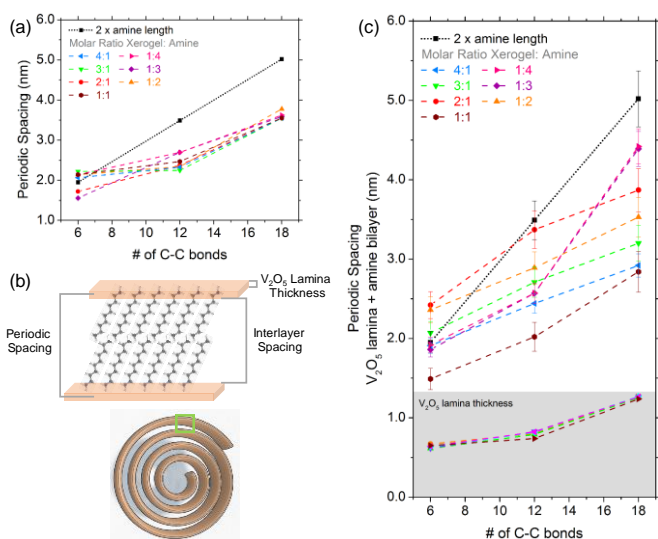 (a)
2 x amine length
Molar Ratio Xerogel: Amine
4:1 1:4
3:1 1:3
2:1 1:2
1:1
Periodic Spacing (nm)
6.0
5.0
4.0
3.0
2.0
1.0
6 8 10 12 14 16 18
# of C-C bonds
(b)
V2O5 Lamina
Thickness
Periodic
Spacing
Interlayer
Spacing
(c)
2 x amine length
Molar Ratio Xerogel: Amine
4:1 1:4
3:1 1:3
2:1 1:2
1:1
Periodic Spacing
V2O5 lamina + amine bilayer (nm)
6.0
5.0
4.0
3.0
2.0
1.0
0.0
V2O5 lamina thickness
6 8 10 12 14 16 18
# of C-C bonds